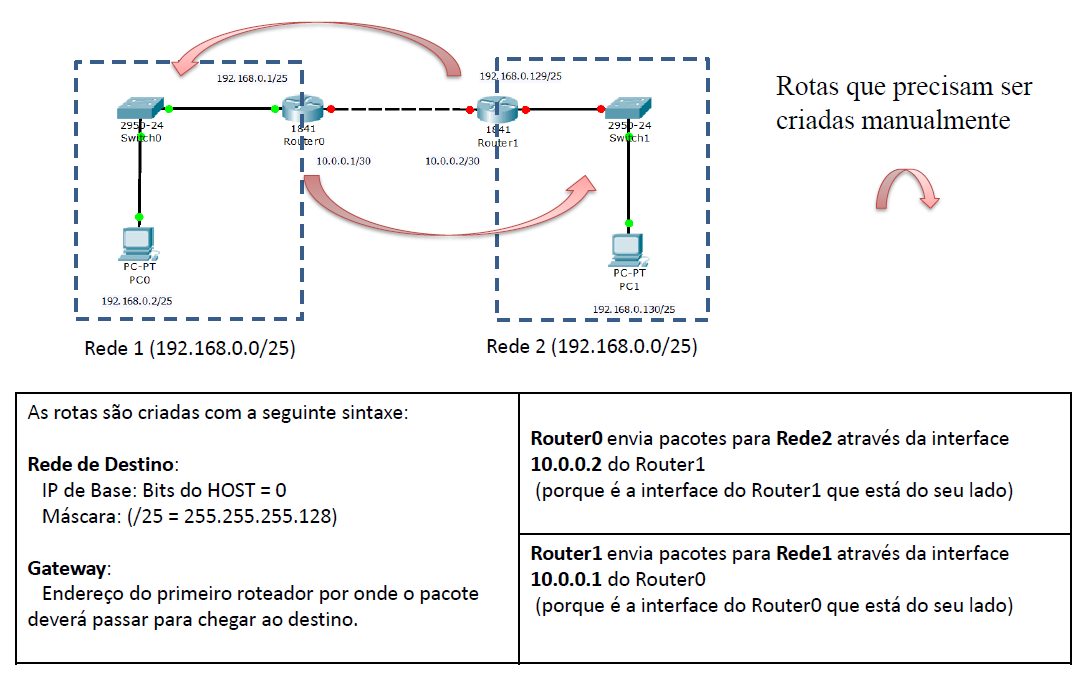 192.168.0.1/25
192.168.0.129/25
Rotas que precisam ser
criadas manualmente
2950-24
Switch0
1841
Router0
1841
Router1
2950-24
Switch1
10.0.0.1/30
10.0.0.2/30
PC-PT
PC0
PC-PT
PC1
192.168.0.2/25
192.168.0.130/25
Rede 1 (192.168.0.0/25)
Rede 2 (192.168.0.0/25)
As rotas são criadas com a seguinte sintaxe:
Rede de Destino:
IP de Base: Bits do HOST = 0
Máscara: (/25 = 255.255.255.128)
Gateway:
Endereço do primeiro roteador por onde o pacote
deverá passar para chegar ao destino.
Router0 envia pacotes para Rede2 através da interface
10.0.0.2 do Router1
(porque é a interface do Router1 que está do seu lado)
Router1 envia pacotes para Rede1 através da interface
10.0.0.1 do Router0
(porque é a interface do Router0 que está do seu lado)